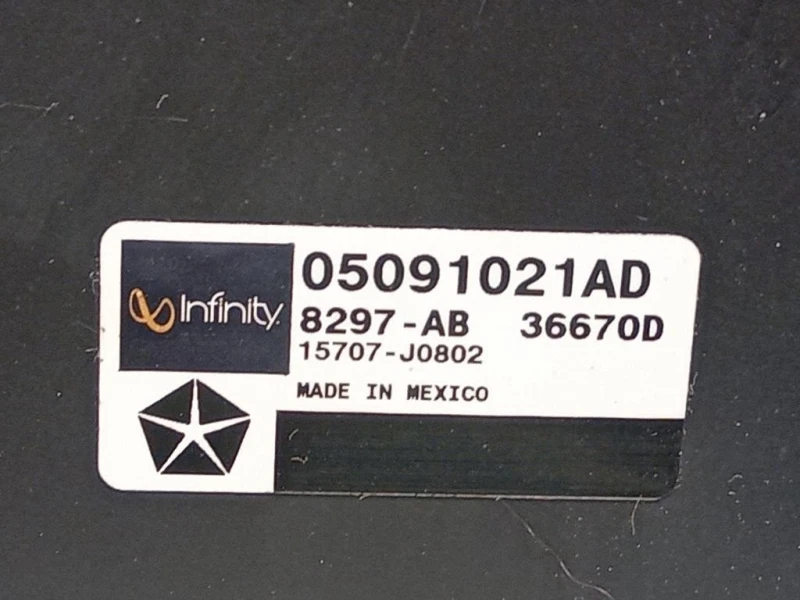 Infinity
05091021AD
8297-AB 36670D
15707-J0802
MADE IN MEXICO